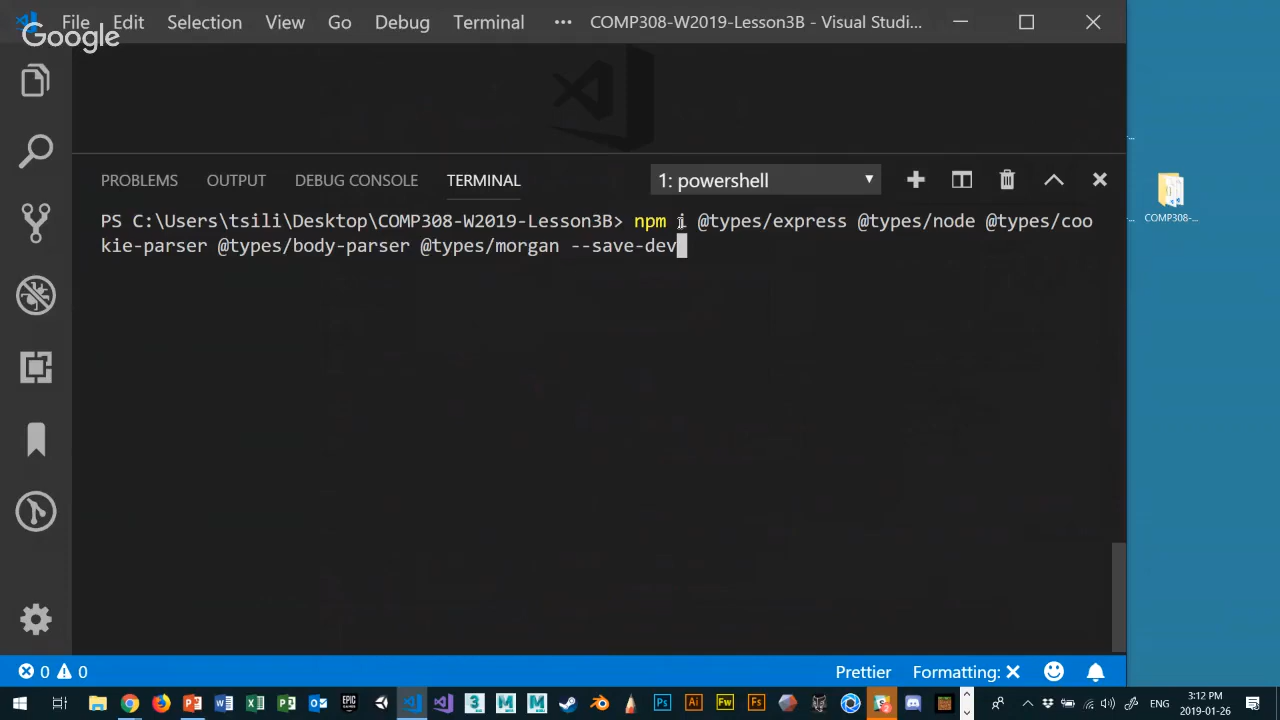 File Edit Selection View Go Debug Terminal ••• COMP308-W2019-Lesson3B - Visual Studi...
Google
PROBLEMS OUTPUT DEBUG CONSOLE TERMINAL 1: powershell
PS C:\Users\tsili\Desktop\COMP308-W2019-Lesson3B> npm i @types/express @types/node @types/coo
kie-parser @types/body-parser @types/morgan --save-dev
COMP308-...
0 0 Prettier Formatting:
3:12 PM
ENG
2019-01-26